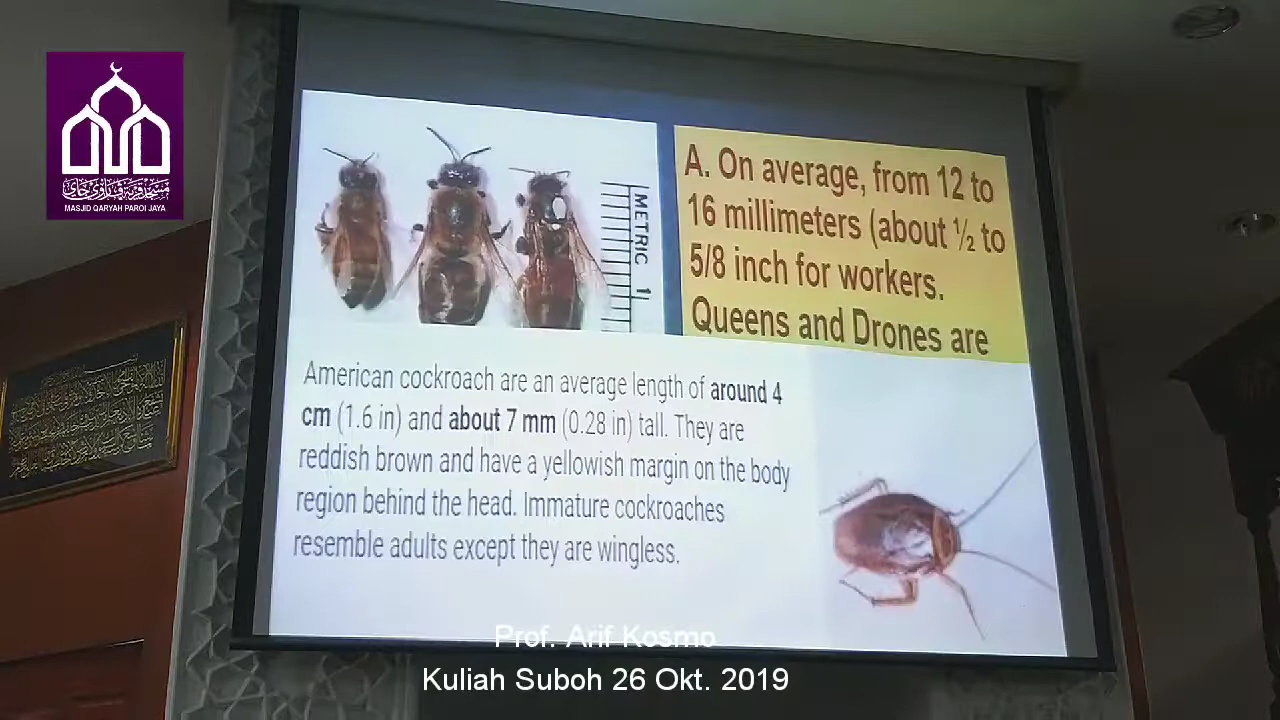 MASJID QARYAH PAROI JAYA
METRIC 1
A. On average, from 12 to
16 millimeters (about ½ to
5/8 inch for workers.
Queens and Drones are
American cockroach are an average length of around 4
cm (1.6 in) and about 7 mm (0.28 in) tall. They are
reddish brown and have a yellowish margin on the body
region behind the head. Immature cockroaches
resemble adults except they are wingless.
Prof. Arif Kosmo
Kuliah Suboh 26 Okt. 2019